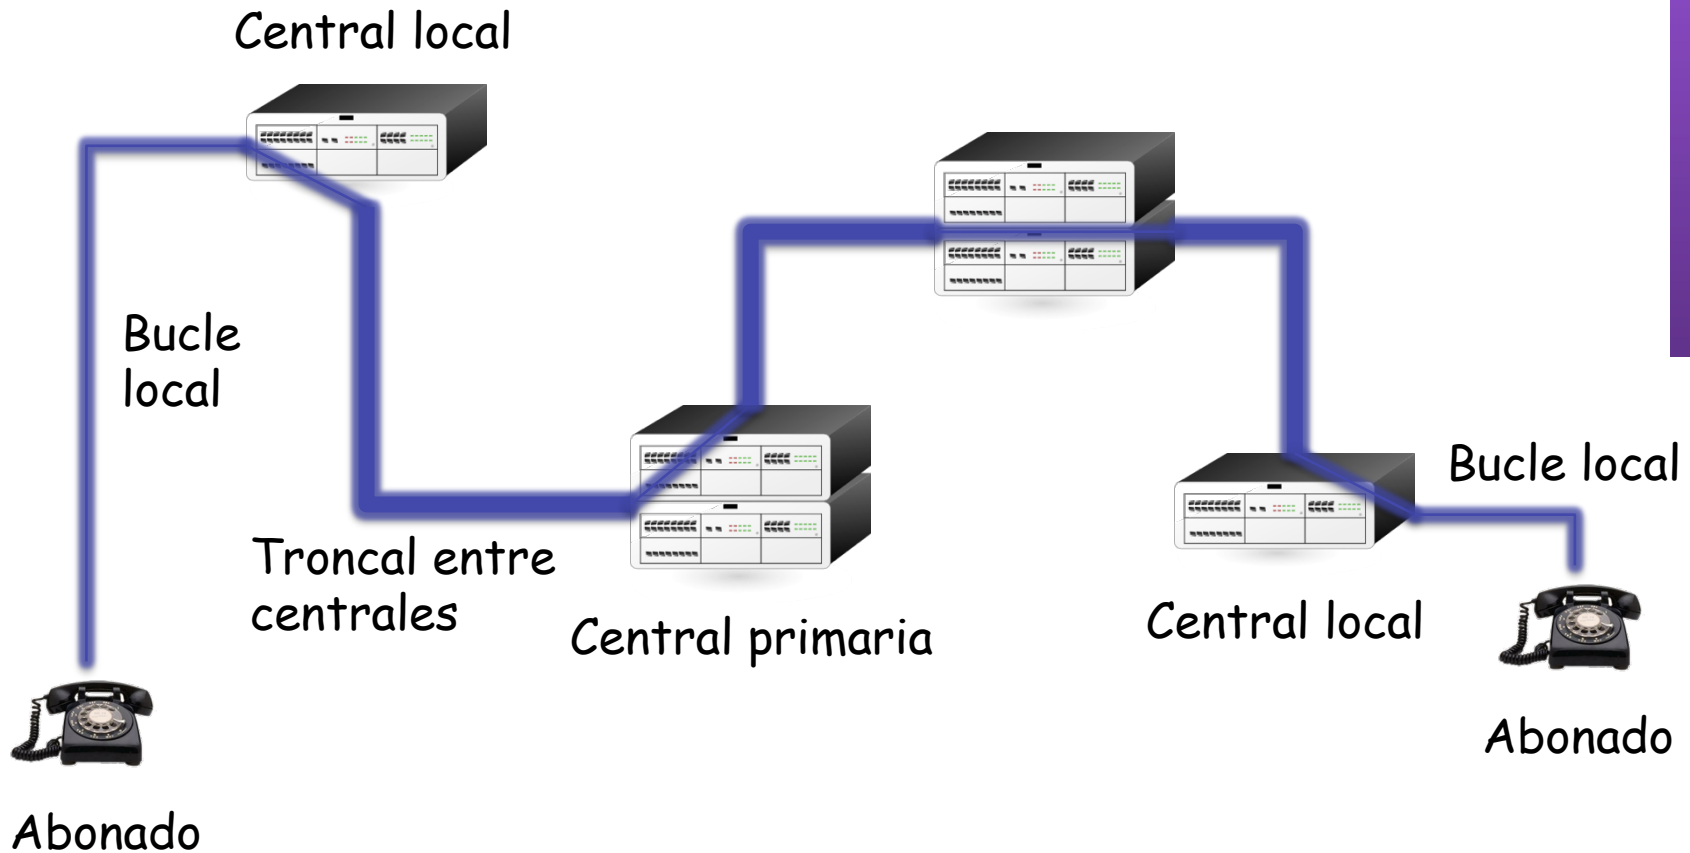 Central local
Bucle
local
Troncal entre
centrales
Central primaria
Bucle local
Central local
Abonado
Abonado